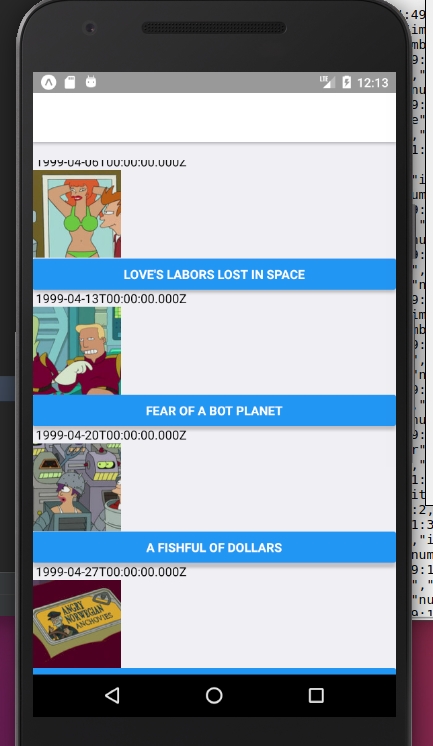 LTE 12:13
1999-04-06T00:00:00.000Z
LOVE'S LABORS LOST IN SPACE
1999-04-13T00:00:00.000Z
FEAR OF A BOT PLANET
1999-04-20T00:00:00.000Z
A FISHFUL OF DOLLARS
1999-04-27T00:00:00.000Z
ANGRY
NORWEGIAN
ANCHOVIES